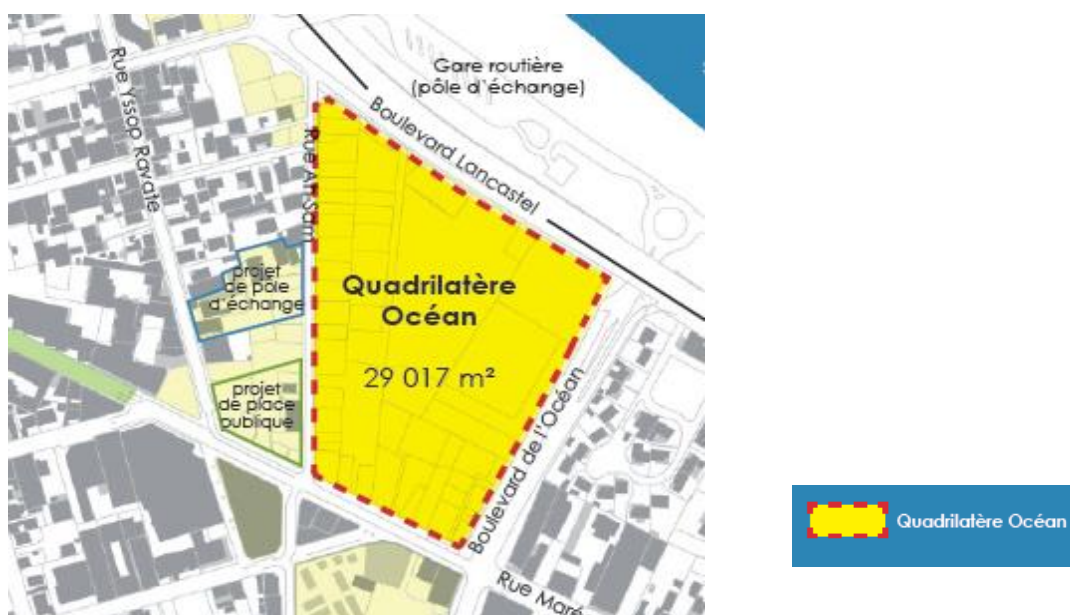 Gare routière
(pôle d'échange)
Boulevard Lancastel
Rue Yssop Ravate
projet
de pôle
d'échange
Quadrilatère
Océan
29 017 m²
projet
de place
publique
Boulevard de l'Océan
Rue Maré
Quadrilatère Océan